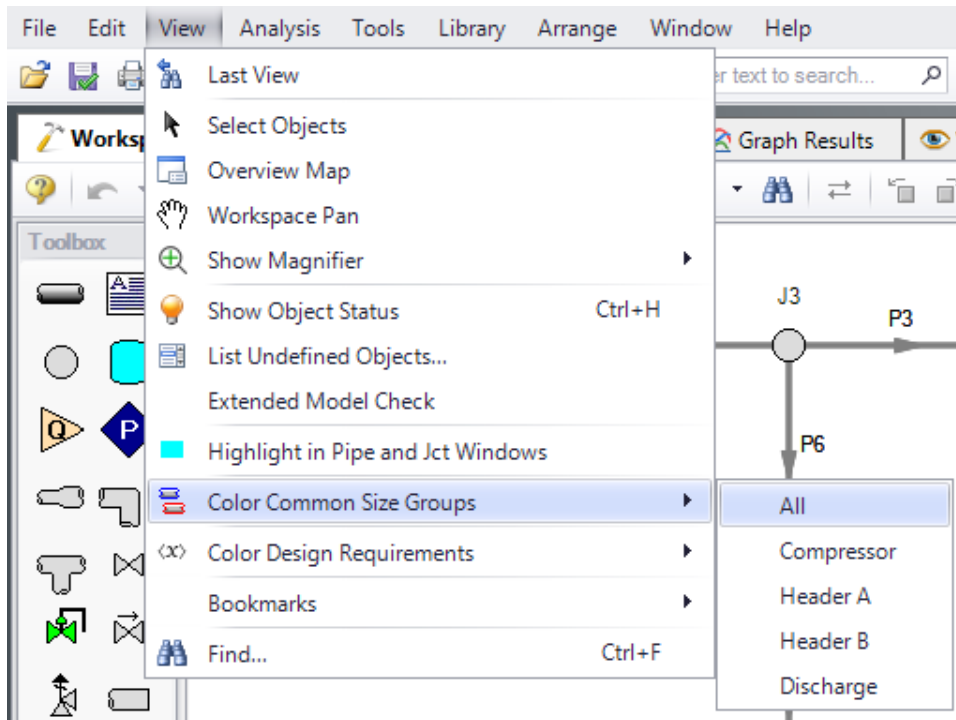 File Edit View Analysis Tools Library Arrange Window Help
Last View
text to search...
Select Objects
Graph Results
Overview Map
Workspace Pan
Toolbox
Show Magnifier
A
J3
Show Object Status Ctrl+H
P3
List Undefined Objects...
Extended Model Check
Q P
Highlight in Pipe and Jct Windows
P6
Color Common Size Groups
All
Color Design Requirements
Compressor
Bookmarks
Header A
Find... Ctrl+F
Header B
Discharge